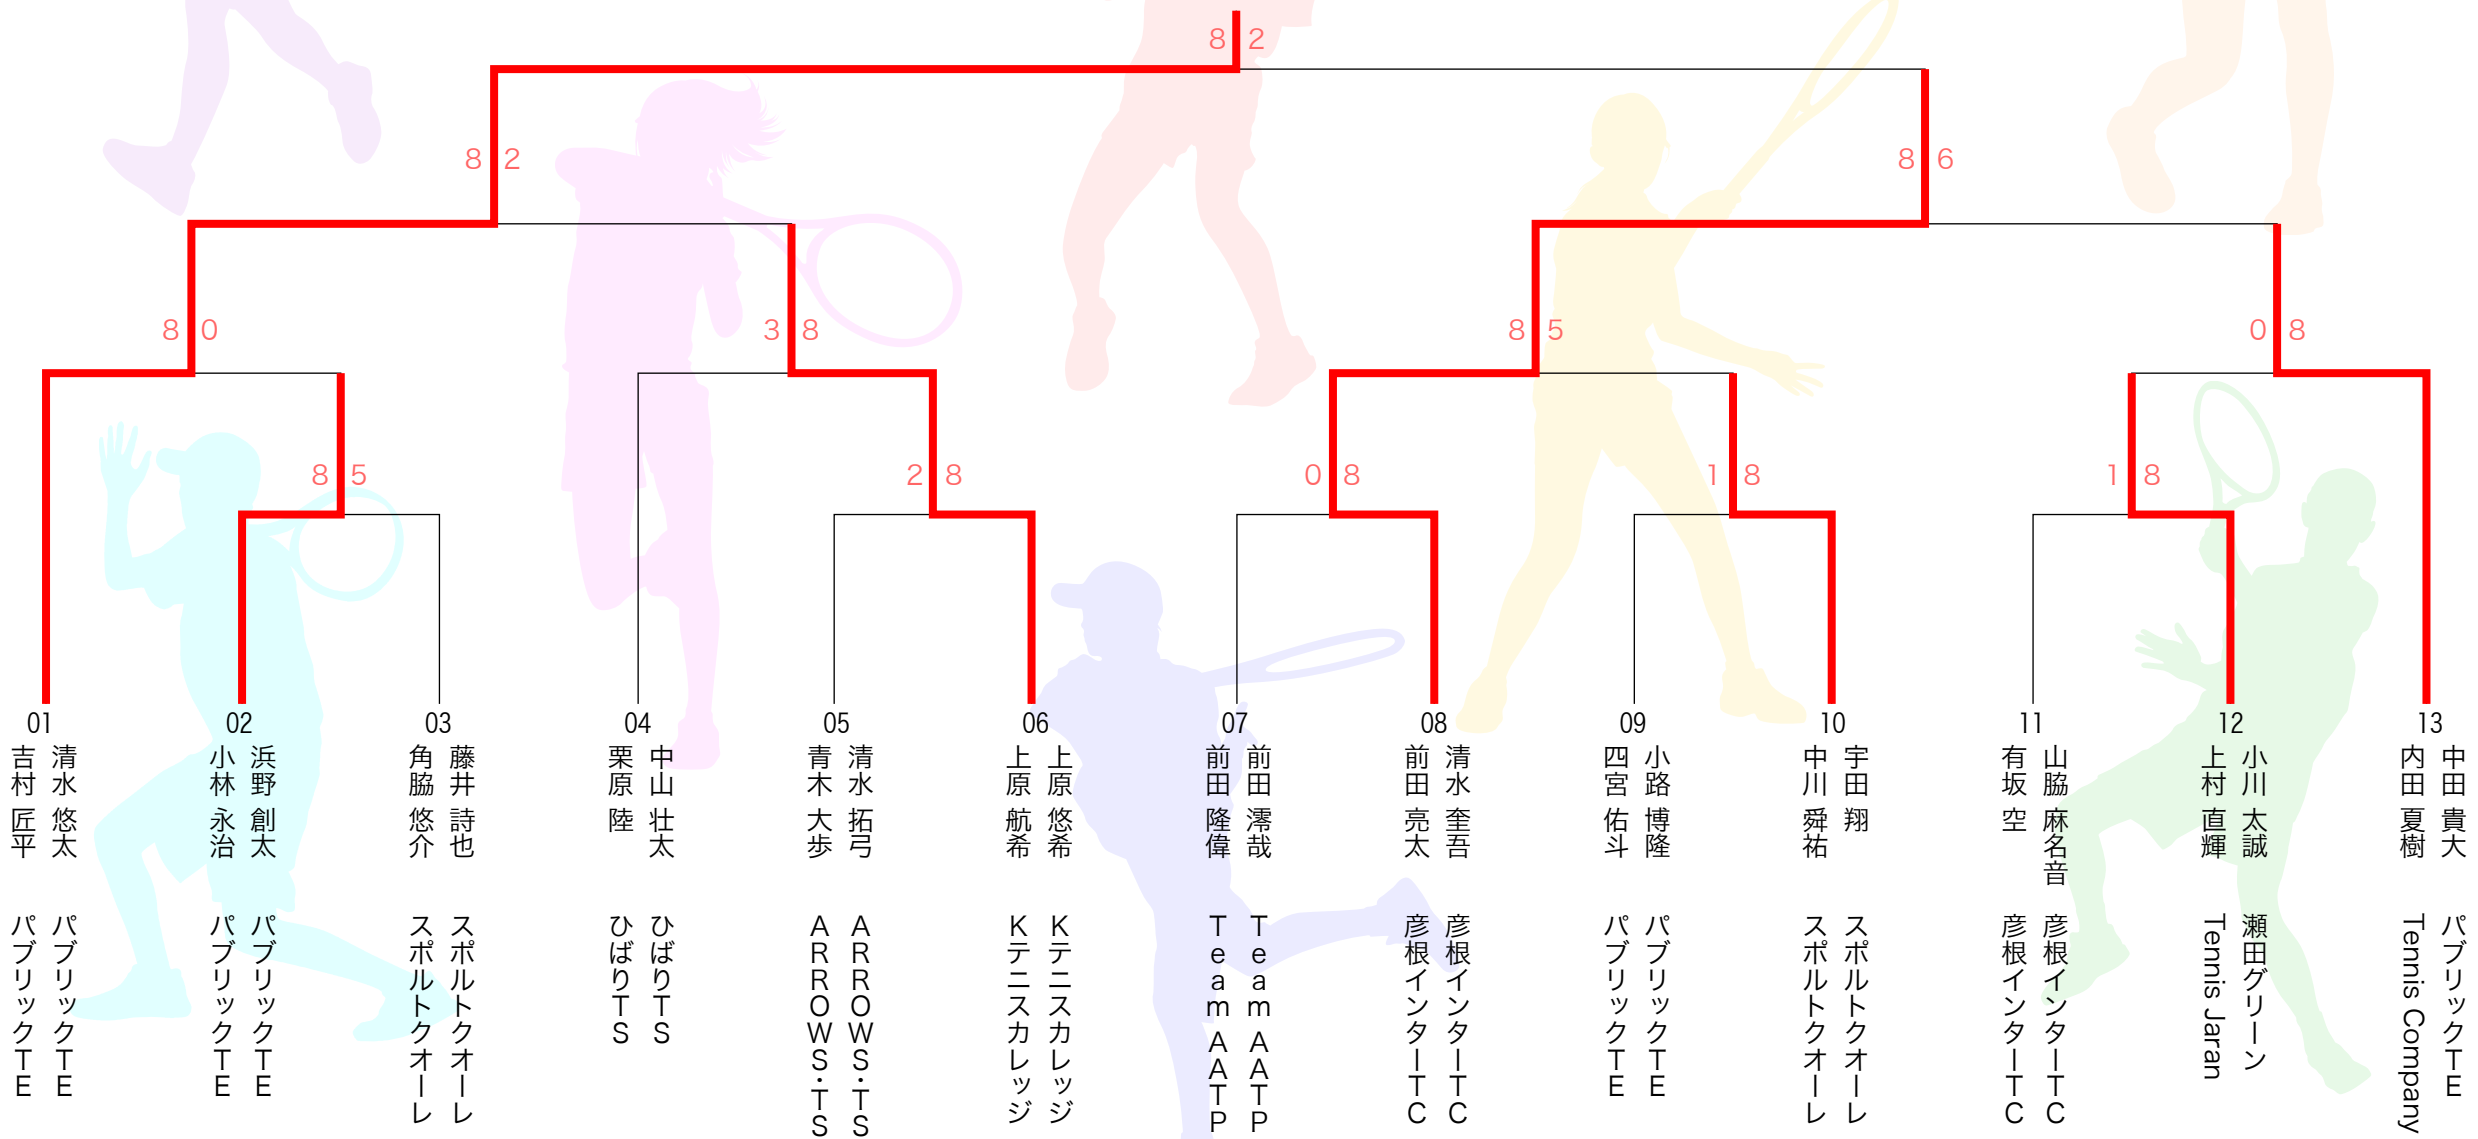 8 2
8 2
8 6
8 0
3 8
8 5
0 8
8 5
2 8
0 8
1 8
1 8
01
02
03
04
05
06
07
08
09
10
11
12
13
清水 悠太 パブリックTE
吉村 匠平 パブリックTE
浜野 創太 パブリックTE
小林 永治 パブリックTE
藤井 詩也 スポルトクオーレ
角脇 悠介 スポルトクオーレ
中山 壮太 ひばりTS
栗原 陸 ひばりTS
清水 拓弓 ARROWS・TS
青木 大歩 ARROWS・TS
上原 悠希 Kテニスカレッジ
上原 航希 Kテニスカレッジ
前田 澪哉 Team AATP
前田 隆偉 Team AATP
清水 奎吾 彦根インターTC
前田 亮太 彦根インターTC
小路 博隆 パブリックTE
四宮 佑斗 パブリックTE
宇田 翔 スポルトクオーレ
中川 舜祐 スポルトクオーレ
山脇 麻名音 彦根インターTC
有坂 空 彦根インターTC
小川 太誠 瀬田グリーン
上村 直輝 Tennis Jaran
中田 貴大 パブリックTE
内田 夏樹 Tennis Company